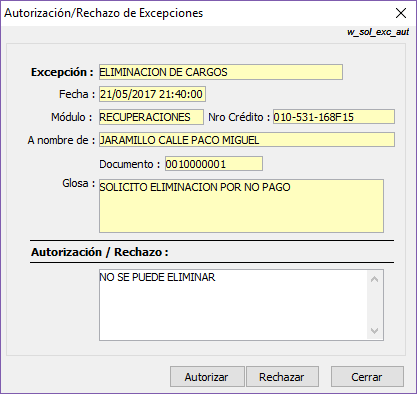 Autorización/Rechazo de Excepciones
w_sol_exc_aut
Excepción : ELIMINACION DE CARGOS
Fecha : 21/05/2017 21:40:00
Módulo : RECUPERACIONES Nro Crédito : 010-531-168F15
A nombre de : JARAMILLO CALLE PACO MIGUEL
Documento : 0010000001
Glosa : SOLICITO ELIMINACION POR NO PAGO
Autorización / Rechazo :
NO SE PUEDE ELIMINAR
Autorizar Rechazar Cerrar